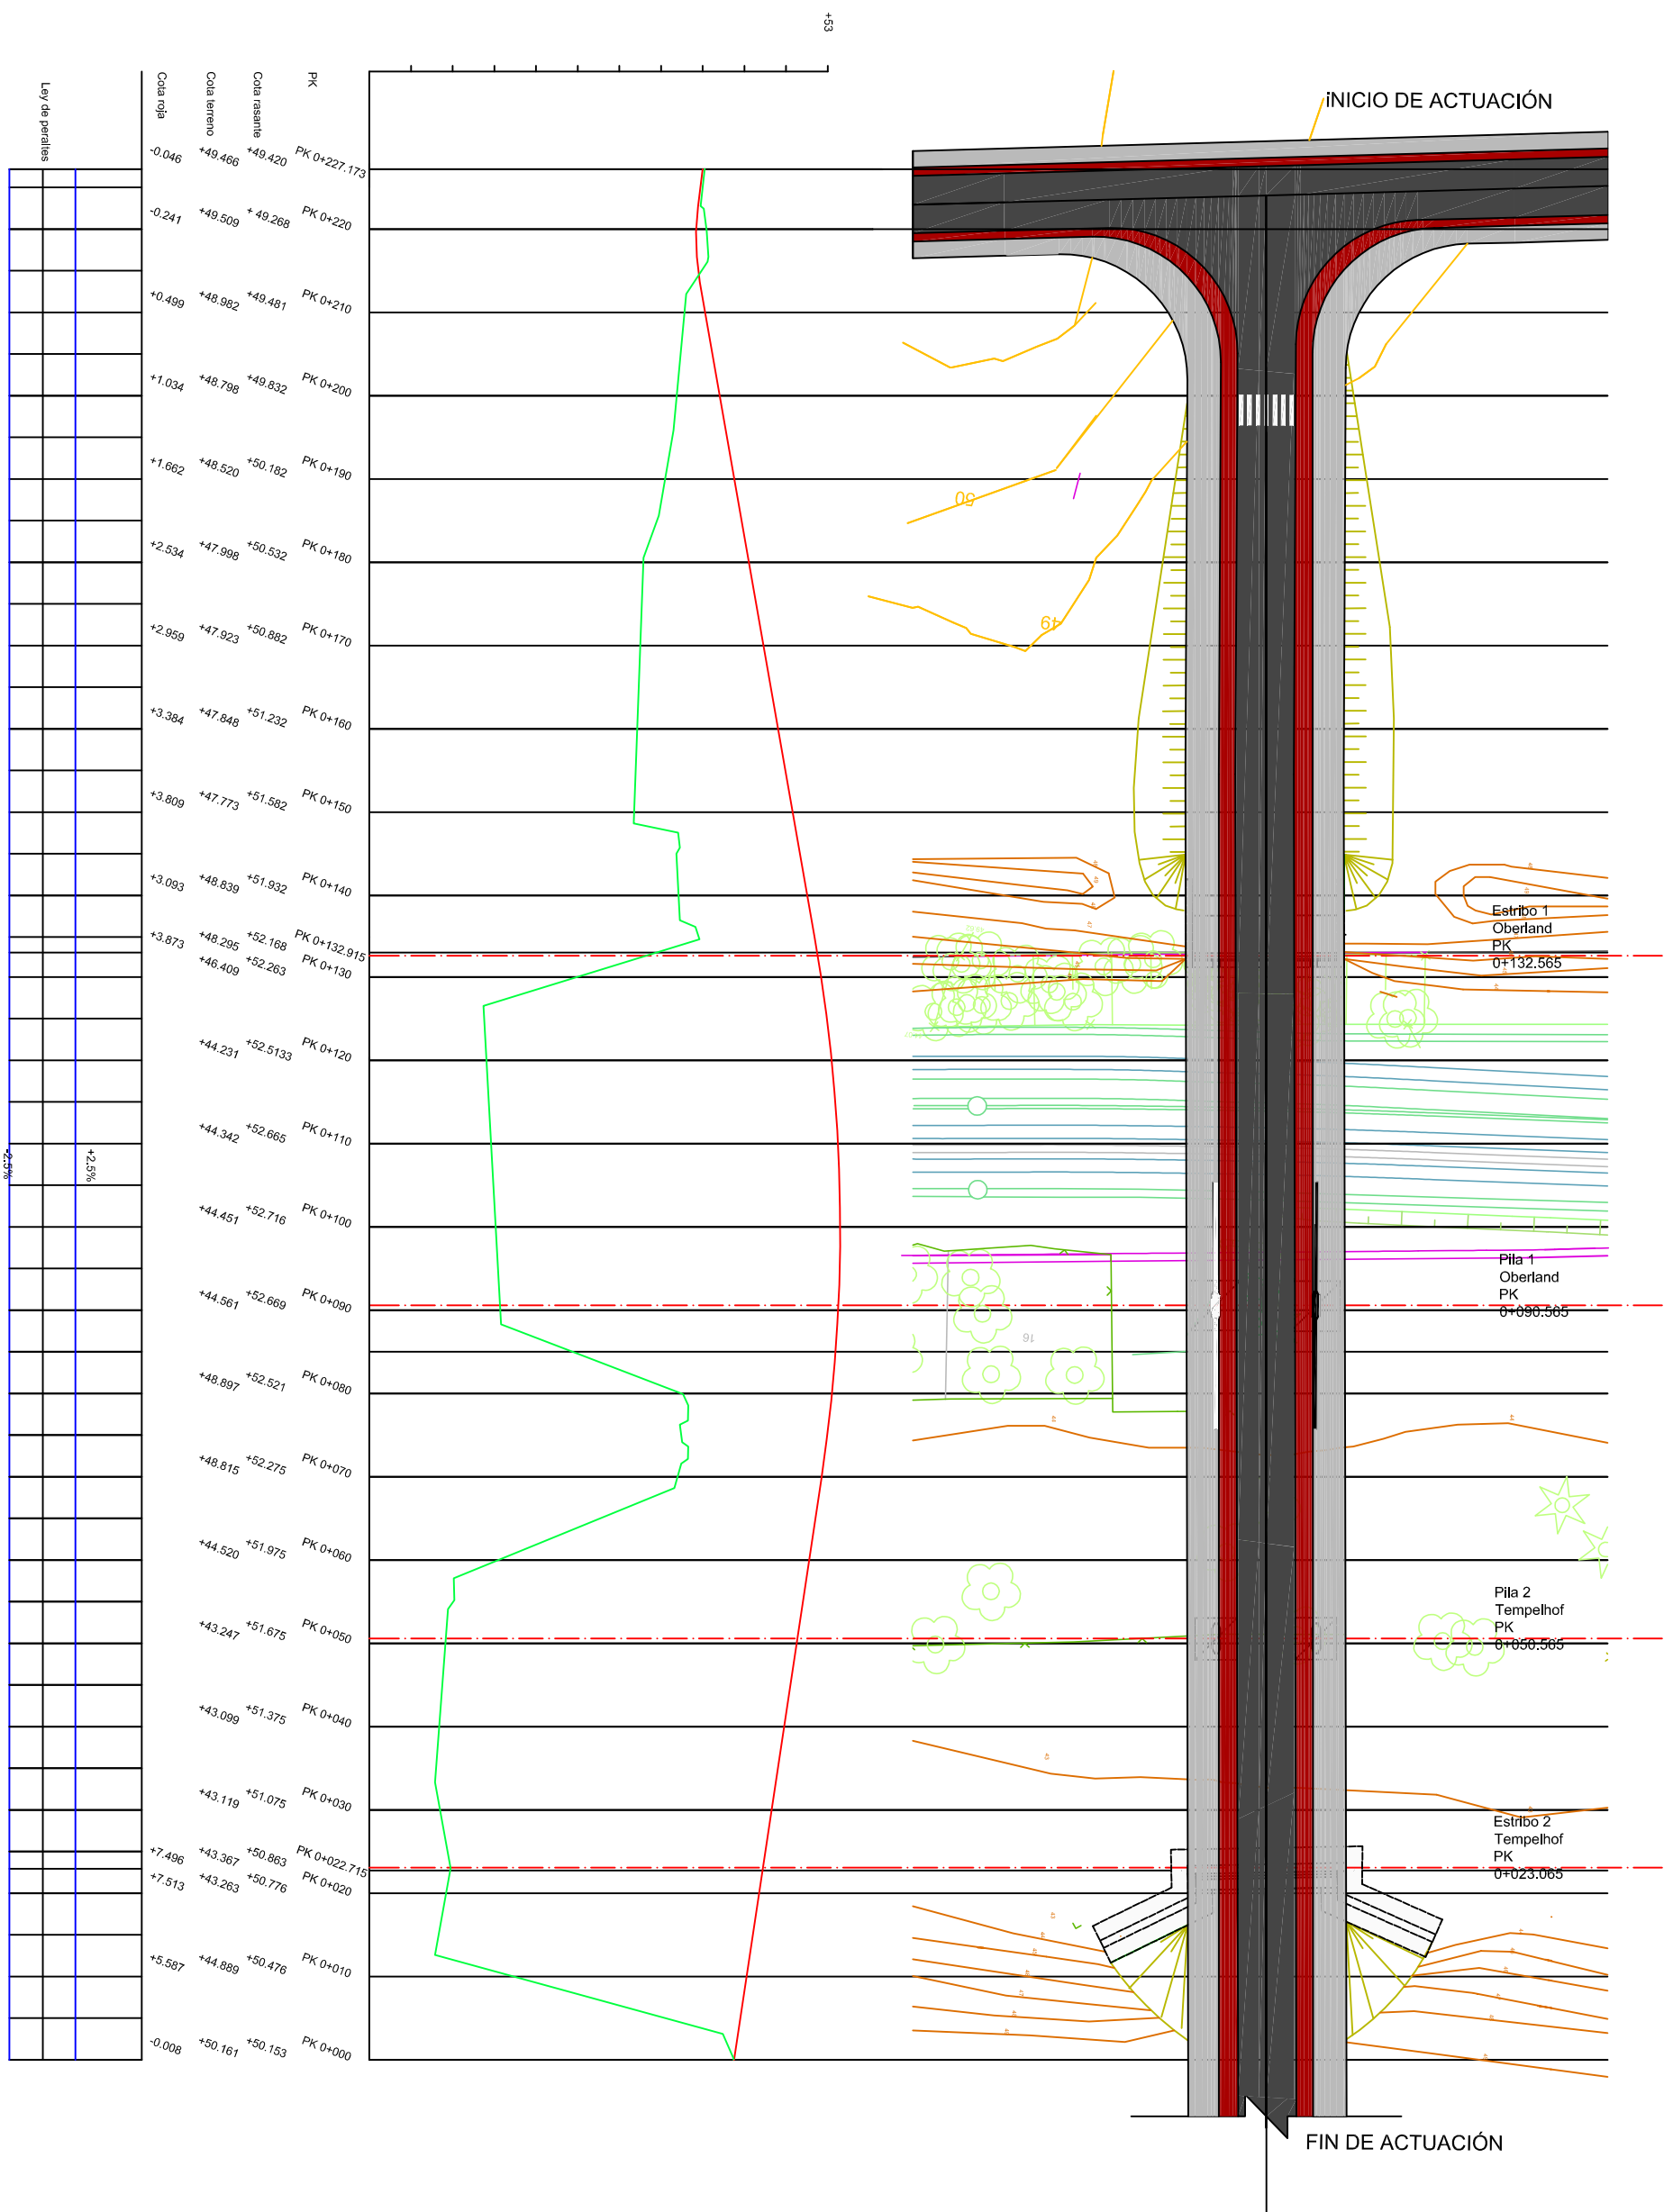 +53
INICIO DE ACTUACIÓN
Ley de peraltes
Cota roja
Cota terreno
Cota rasante
PK
-0.046 +49.466 +49.420 PK 0+227.173
-0.241 +49.509 + 49.268 PK 0+220
+0.499 +48.982 +49.481 PK 0+210
+1.034 +48.798 +49.832 PK 0+200
+1.662 +48.520 +50.182 PK 0+190
50
+2.534 +47.998 +50.532 PK 0+180
+2.959 +47.923 +50.882 PK 0+170
49
+3.384 +47.848 +51.232 PK 0+160
+3.809 +47.773 +51.582 PK 0+150
+3.093 +48.839 +51.932 PK 0+140
+3.873 +48.295 +52.168 PK 0+132.915
+46.409 +52.263 PK 0+130
Estribo 1
Oberland
PK
0+132.565
+44.231 +52.5133 PK 0+120
+44.342 +52.665 PK 0+110
-2.5%
+2.5%
+44.451 +52.716 PK 0+100
+44.561 +52.669 PK 0+090
Pila 1
Oberland
PK
0+090.565
16
+48.897 +52.521 PK 0+080
+48.815 +52.275 PK 0+070
+44.520 +51.975 PK 0+060
+43.247 +51.675 PK 0+050
Pila 2
Tempelhof
PK
0+050.565
+43.099 +51.375 PK 0+040
+43.119 +51.075 PK 0+030
+7.496 +43.367 +50.863 PK 0+022.715
+7.513 +43.263 +50.776 PK 0+020
Estribo 2
Tempelhof
PK
0+023.065
+5.587 +44.889 +50.476 PK 0+010
-0.008 +50.161 +50.153 PK 0+000
FIN DE ACTUACIÓN